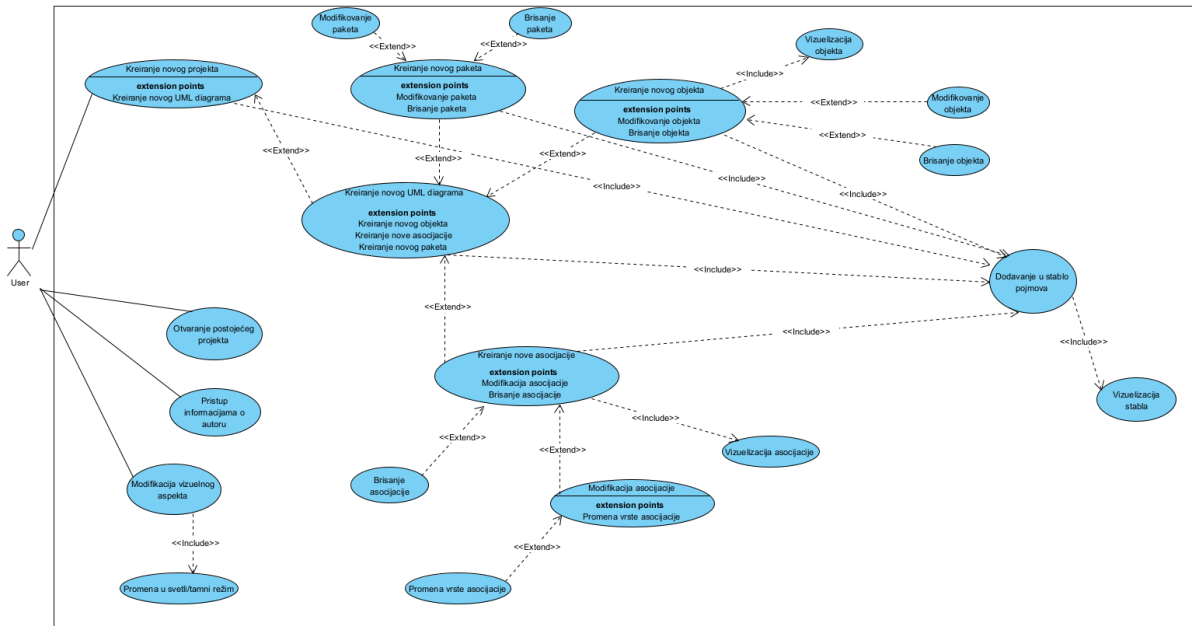 Modifikovanje
paketa
Brisanje
paketa
<<Extend>>
<<Extend>>
Vizuelizacija
objekta
Kreiranje novog projekta
extension points
Kreiranje novog UML diagrama
Kreiranje novog paketa
extension points
Modifikovanje paketa
Brisanje paketa
Kreiranje novog objekta
extension points
Modifikovanje objekta
Brisanje objekta
<<Include>>
<<Extend>>
Modifikovanje
objekta
<<Extend>>
Brisanje objekta
<<Extend>>
<<Extend>>
<<Extend>>
<<Include>>
<<Include>>
<<Include>>
Kreiranje novog UML diagrama
extension points
Kreiranje novog objekta
Kreiranje nove asocijacije
Kreiranje novog paketa
User
<<Include>>
Dodavanje u stablo
pojmova
<<Extend>>
<<Include>>
<<Include>>
Otvaranje postojećeg
projekta
Kreiranje nove asocijacije
extension points
Modifikacija asocijacije
Brisanje asocijacije
Vizuelizacija
stabla
Pristup
informacijama o
autoru
<<Include>>
<<Extend>>
<<Extend>>
Vizuelizacija asocijacije
Modifikacija vizuelnog
aspekta
Brisanje
asocijacije
Modifikacija asocijacije
extension points
Promena vrste asocijacije
<<Include>>
<<Extend>>
Promena u svetli/tamni režim
Promena vrste asocijacije